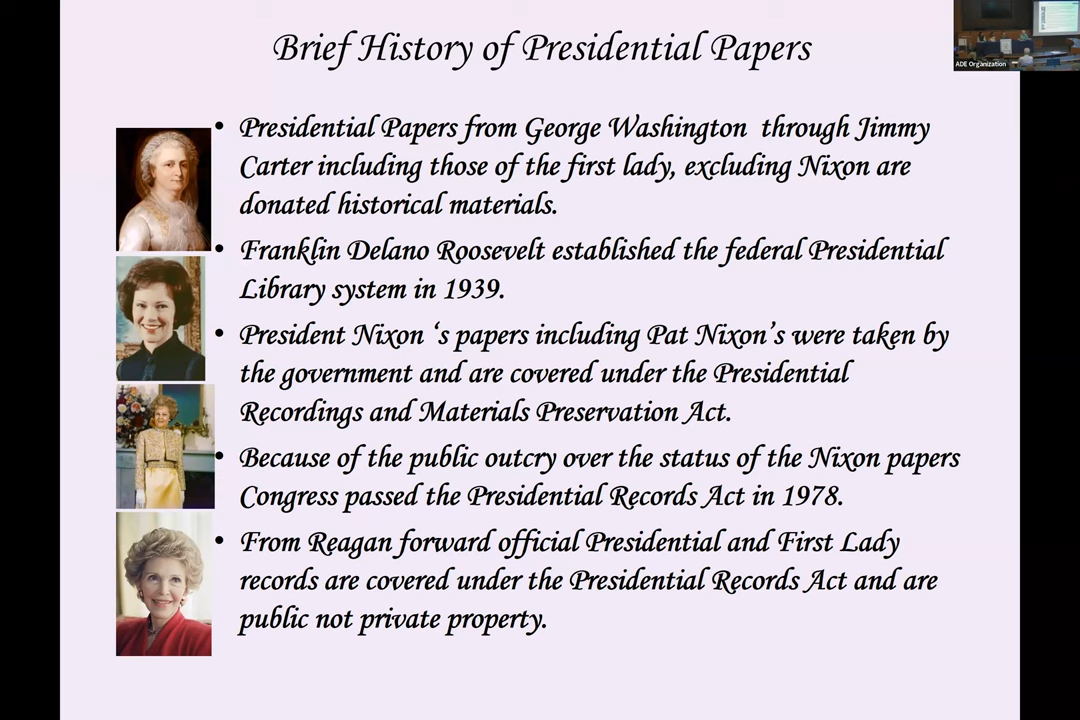 Brief History of Presidential Papers
ADE Organization
• Presidential Papers from George Washington through Jimmy
Carter including those of the first lady, excluding Nixon are
donated historical materials.
• Franklin Delano Roosevelt established the federal Presidential
Library system in 1939.
• President Nixon ‘s papers including Pat Nixon’s were taken by
the government and are covered under the Presidential
Recordings and Materials Preservation Act.
• Because of the public outcry over the status of the Nixon papers
Congress passed the Presidential Records Act in 1978.
• From Reagan forward official Presidential and First Lady
records are covered under the Presidential Records Act and are
public not private property.